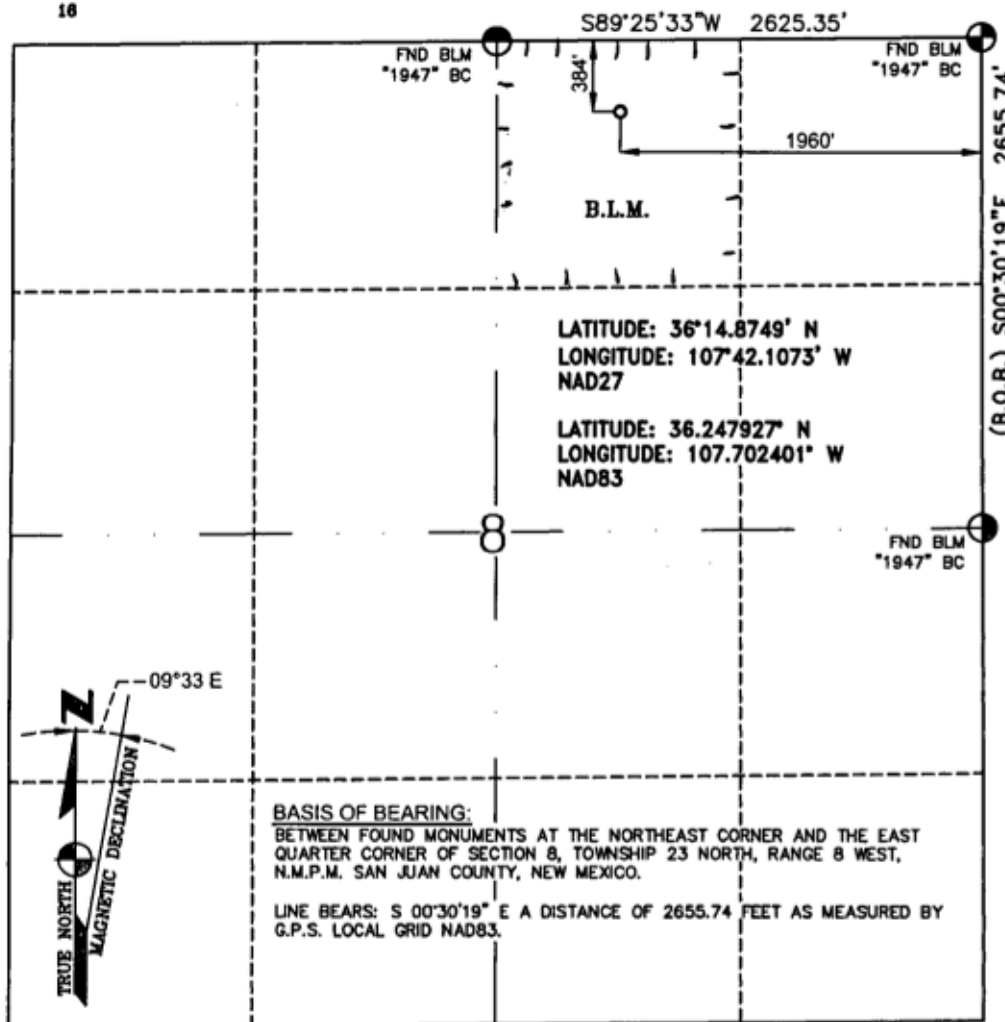 16
S89°25'33"W 2625.35'
FND BLM
"1947" BC
FND BLM
"1947" BC
384'
1960'
(B.O.B.) S00°30'19"E 2655.74'
B.L.M.
LATITUDE: 36°14.8749' N
LONGITUDE: 107°42.1073' W
NAD27
LATITUDE: 36.247927° N
LONGITUDE: 107.702401° W
NAD83
8
FND BLM
"1947" BC
09°33 E
N
TRUE NORTH
MAGNETIC DECLINATION
BASIS OF BEARING:
BETWEEN FOUND MONUMENTS AT THE NORTHEAST CORNER AND THE EAST
QUARTER CORNER OF SECTION 8, TOWNSHIP 23 NORTH, RANGE 8 WEST,
N.M.P.M. SAN JUAN COUNTY, NEW MEXICO.
LINE BEARS: S 00°30'19" E A DISTANCE OF 2655.74 FEET AS MEASURED BY
G.P.S. LOCAL GRID NAD83.